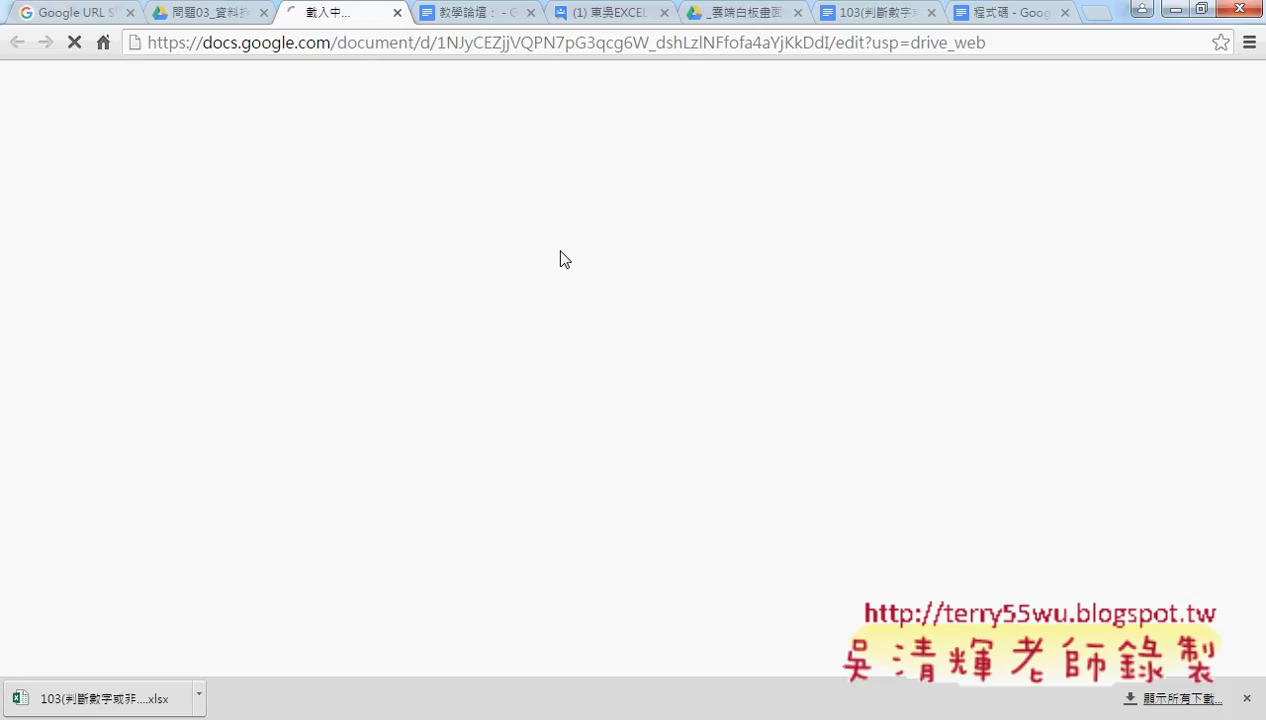 Google URL S
問題03_資料拆
載入中...
教學論壇： - G
(1) 東吳EXCEL
_雲端白板畫面
103(判斷數字
程式碼 - Goog
https://docs.google.com/document/d/1NJyCEZjjVQPN7pG3qcg6W_dshLzlNFfofa4aYjKkDdI/edit?usp=drive_web
http://terry55wu.blogspot.tw
吳清輝老師錄製
103(判斷數字或非....xlsx
顯示所有下載...